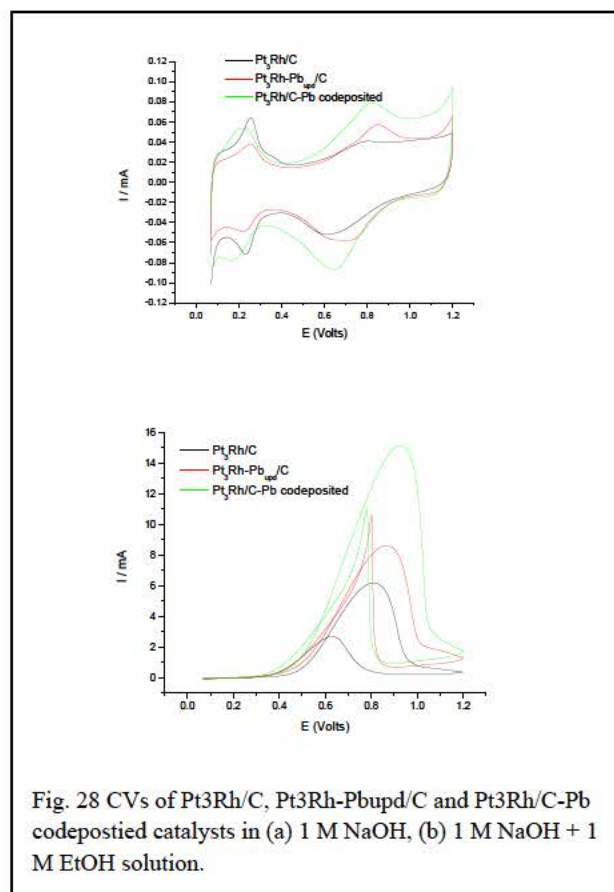 Pt3Rh/C
Pt3Rh-Pbupd/C
Pt3Rh/C-Pb codeposited
0.12
0.10
0.08
0.06
0.04
0.02
0.00
-0.02
-0.04
-0.06
-0.08
-0.10
-0.12
I / mA
0.0 0.2 0.4 0.6 0.8 1.0 1.2
E (Volts)
Pt3Rh/C
Pt3Rh-Pbupd/C
Pt3Rh/C-Pb codeposited
16
14
12
10
8
6
4
2
0
I / mA
0.0 0.2 0.4 0.6 0.8 1.0 1.2
E (Volts)
Fig. 28 CVs of Pt3Rh/C, Pt3Rh-Pbupd/C and Pt3Rh/C-Pb
codepostied catalysts in (a) 1 M NaOH, (b) 1 M NaOH + 1
M EtOH solution.